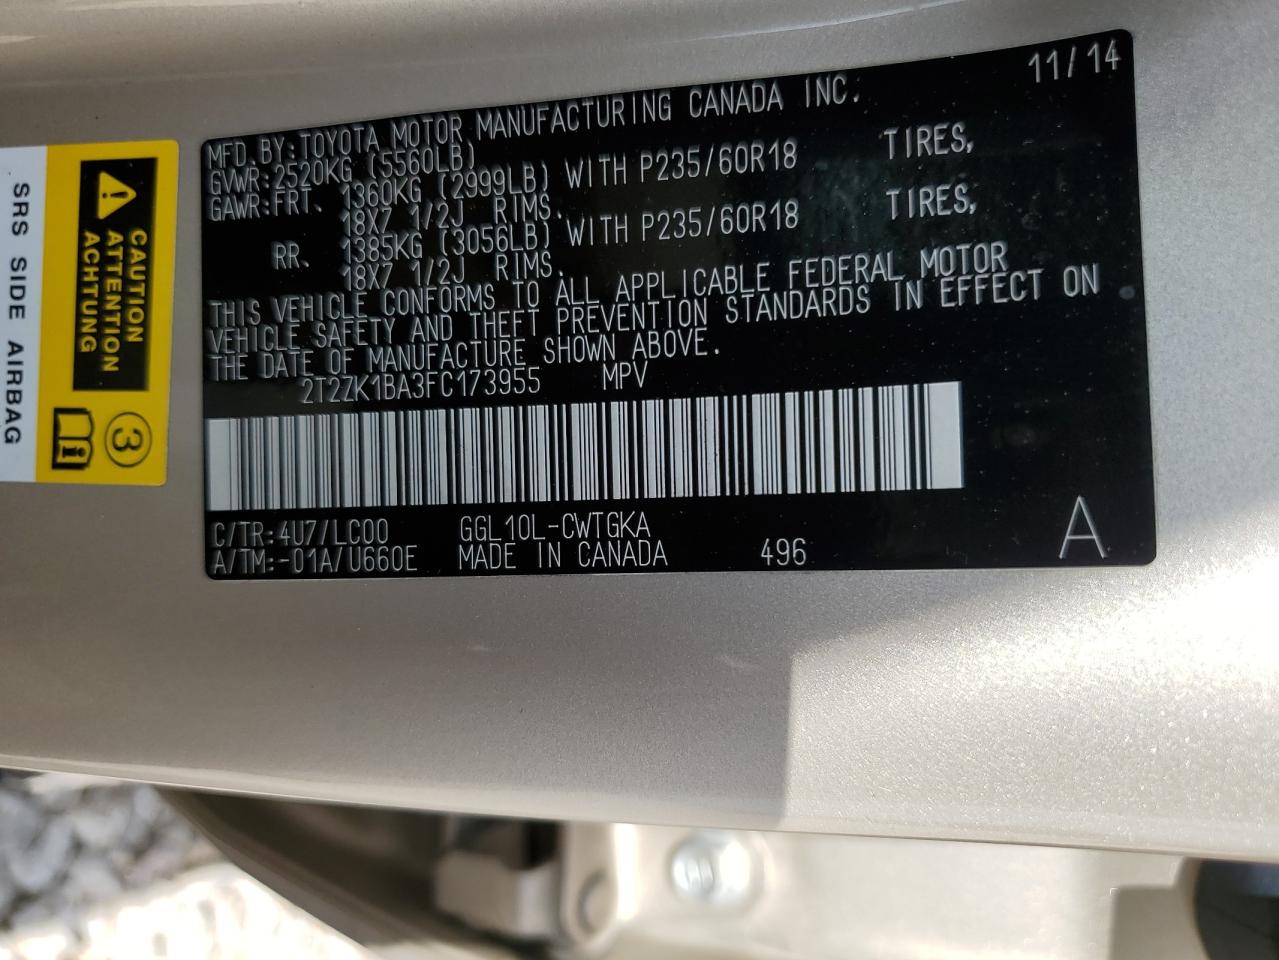 11/14
MFD.BY:TOYOTA MOTOR MANUFACTURING CANADA INC.
GVWR:2520KG (5560LB)
GAWR:FRT. 1360KG (2999LB) WITH P235/60R18 TIRES,
18X7 1/2J RIMS.
RR. 1385KG (3056LB) WITH P235/60R18 TIRES,
18X7 1/2J RIMS.
THIS VEHICLE CONFORMS TO ALL APPLICABLE FEDERAL MOTOR
VEHICLE SAFETY AND THEFT PREVENTION STANDARDS IN EFFECT ON
THE DATE OF MANUFACTURE SHOWN ABOVE.
2T2ZK1BA3FC173955 MPV
C/TR:4U7/LC00 GGL10L-CWTGKA
A/TM:-01A/U660E MADE IN CANADA 496
A
CAUTION
ATTENTION
ACHTUNG
3
SRS SIDE AIRBAG